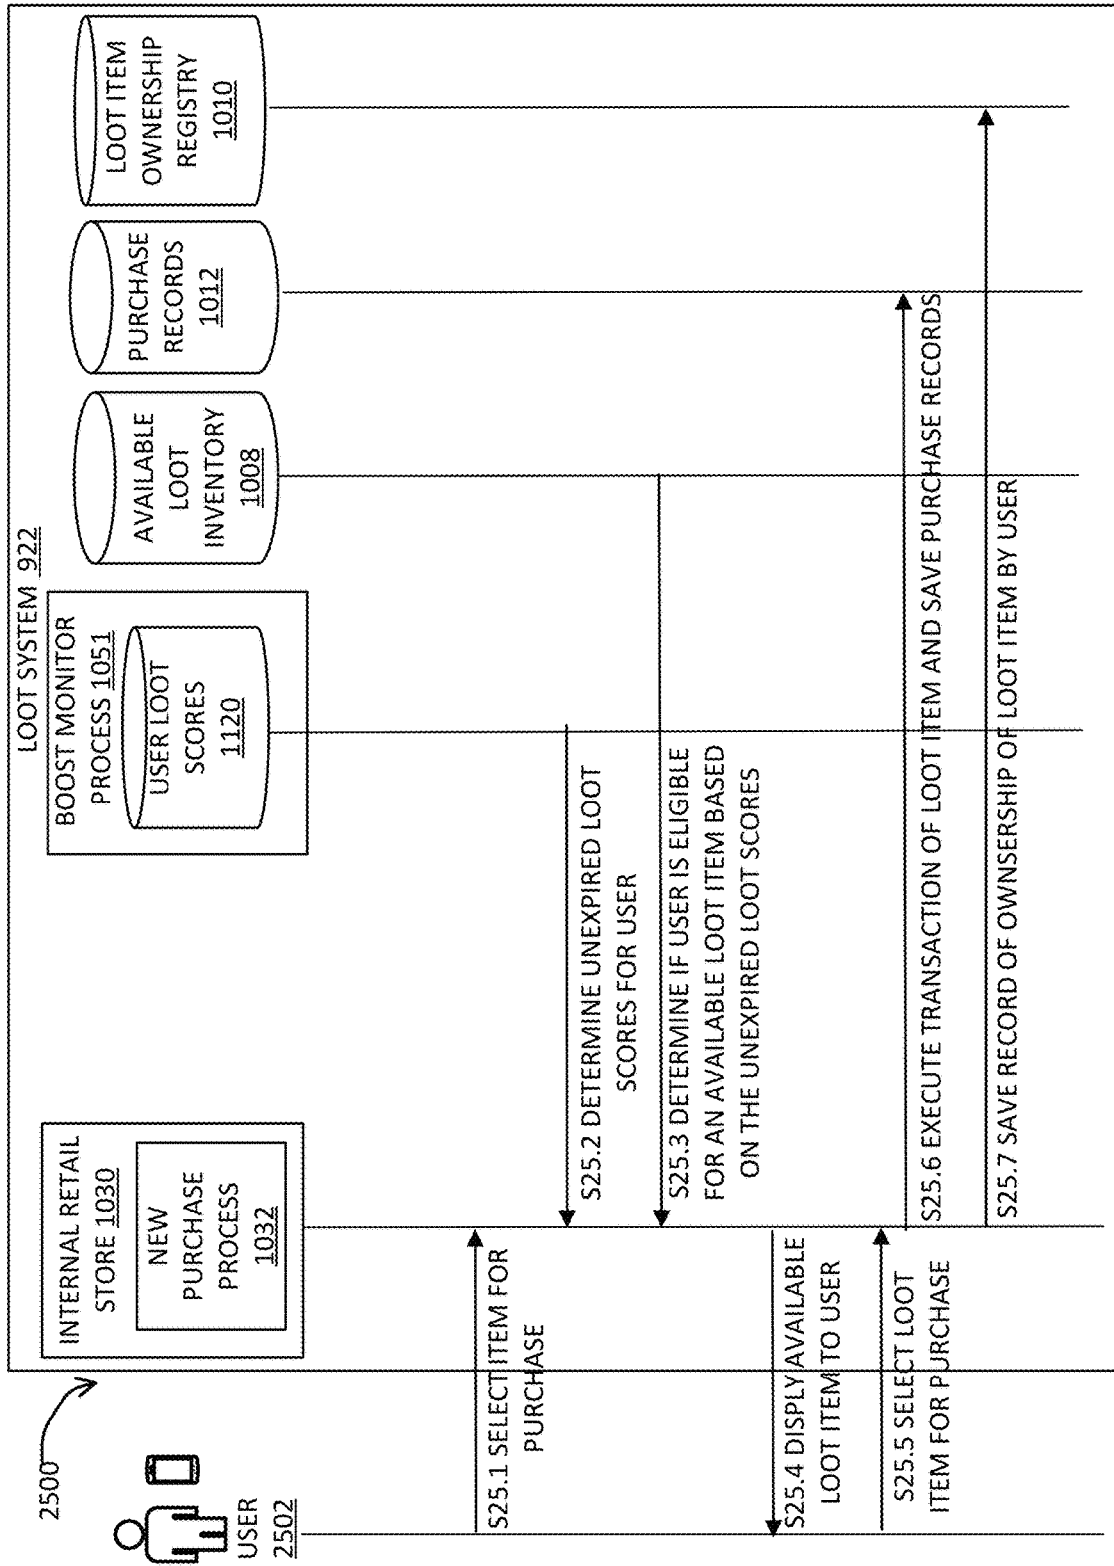 2500
LOOT SYSTEM 922
USER
2502
INTERNAL RETAIL
STORE 1030
NEW
PURCHASE
PROCESS
1032
BOOST MONITOR
PROCESS 1051
USER LOOT
SCORES
1120
AVAILABLE
LOOT
INVENTORY
1008
PURCHASE
RECORDS
1012
LOOT ITEM
OWNERSHIP
REGISTRY
1010
S25.1 SELECT ITEM FOR
PURCHASE
S25.2 DETERMINE UNEXPIRED LOOT
SCORES FOR USER
S25.3 DETERMINE IF USER IS ELIGIBLE
FOR AN AVAILABLE LOOT ITEM BASED
ON THE UNEXPIRED LOOT SCORES
S25.4 DISPLY AVAILABLE
LOOT ITEM TO USER
S25.5 SELECT LOOT
ITEM FOR PURCHASE
S25.6 EXECUTE TRANSACTION OF LOOT ITEM AND SAVE PURCHASE RECORDS
S25.7 SAVE RECORD OF OWNSERSHIP OF LOOT ITEM BY USER